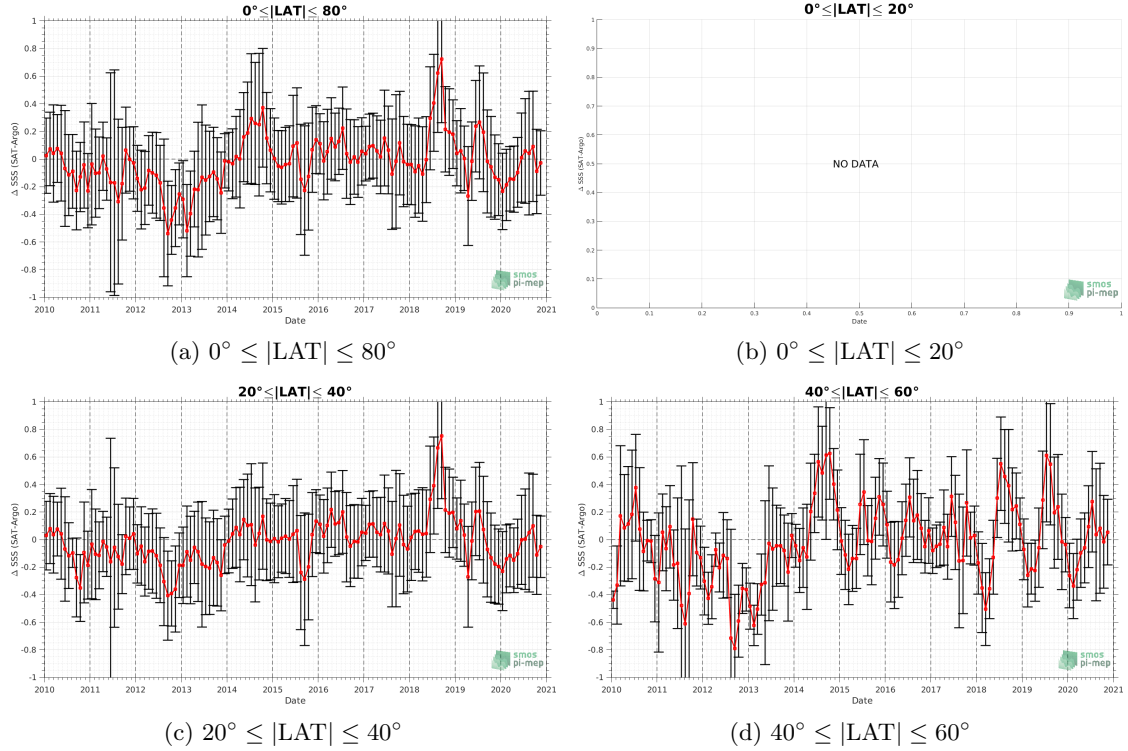 0°≤|LAT|≤ 80°
1
0.8
0.6
0.4
0.2
0
-0.2
-0.4
-0.6
-0.8
-1
Δ SSS (SAT-Argo)
2010 2011 2012 2013 2014 2015 2016 2017 2018 2019 2020 2021
Date
smos
pi-mep
(a) 0° ≤ |LAT| ≤ 80°
0°≤|LAT|≤ 20°
1
0.9
0.8
0.7
0.6
0.5
0.4
0.3
0.2
0.1
0
Δ SSS (SAT-Argo)
NO DATA
0 0.1 0.2 0.3 0.4 0.5 0.6 0.7 0.8 0.9 1
Date
smos
pi-mep
(b) 0° ≤ |LAT| ≤ 20°
20°≤|LAT|≤ 40°
1
0.8
0.6
0.4
0.2
0
-0.2
-0.4
-0.6
-0.8
-1
Δ SSS (SAT-Argo)
2010 2011 2012 2013 2014 2015 2016 2017 2018 2019 2020 2021
Date
smos
pi-mep
(c) 20° ≤ |LAT| ≤ 40°
40°≤|LAT|≤ 60°
1
0.8
0.6
0.4
0.2
0
-0.2
-0.4
-0.6
-0.8
-1
Δ SSS (SAT-Argo)
2010 2011 2012 2013 2014 2015 2016 2017 2018 2019 2020 2021
Date
smos
pi-mep
(d) 40° ≤ |LAT| ≤ 60°